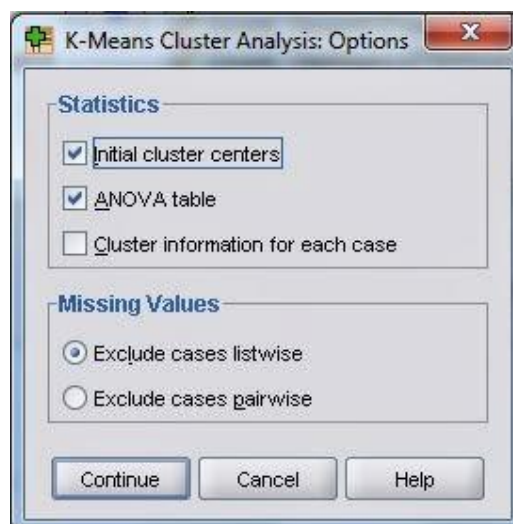 K-Means Cluster Analysis: Options
Statistics
Initial cluster centers
ANOVA table
Cluster information for each case
Missing Values
Exclude cases listwise
Exclude cases pairwise
Continue Cancel Help